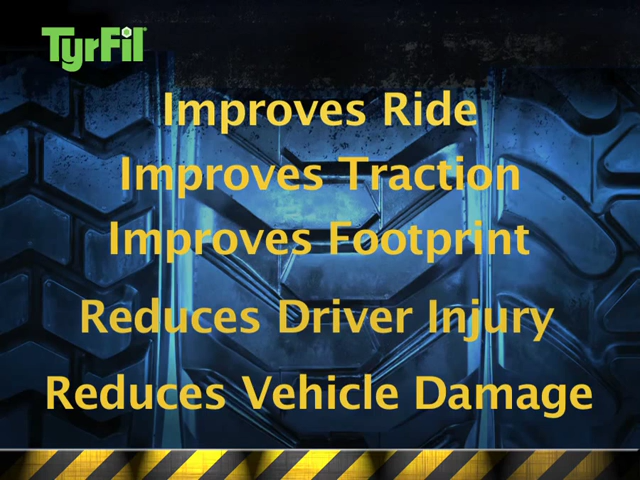 TyrFil®
Improves Ride
Improves Traction
Improves Footprint
Reduces Driver Injury
Reduces Vehicle Damage